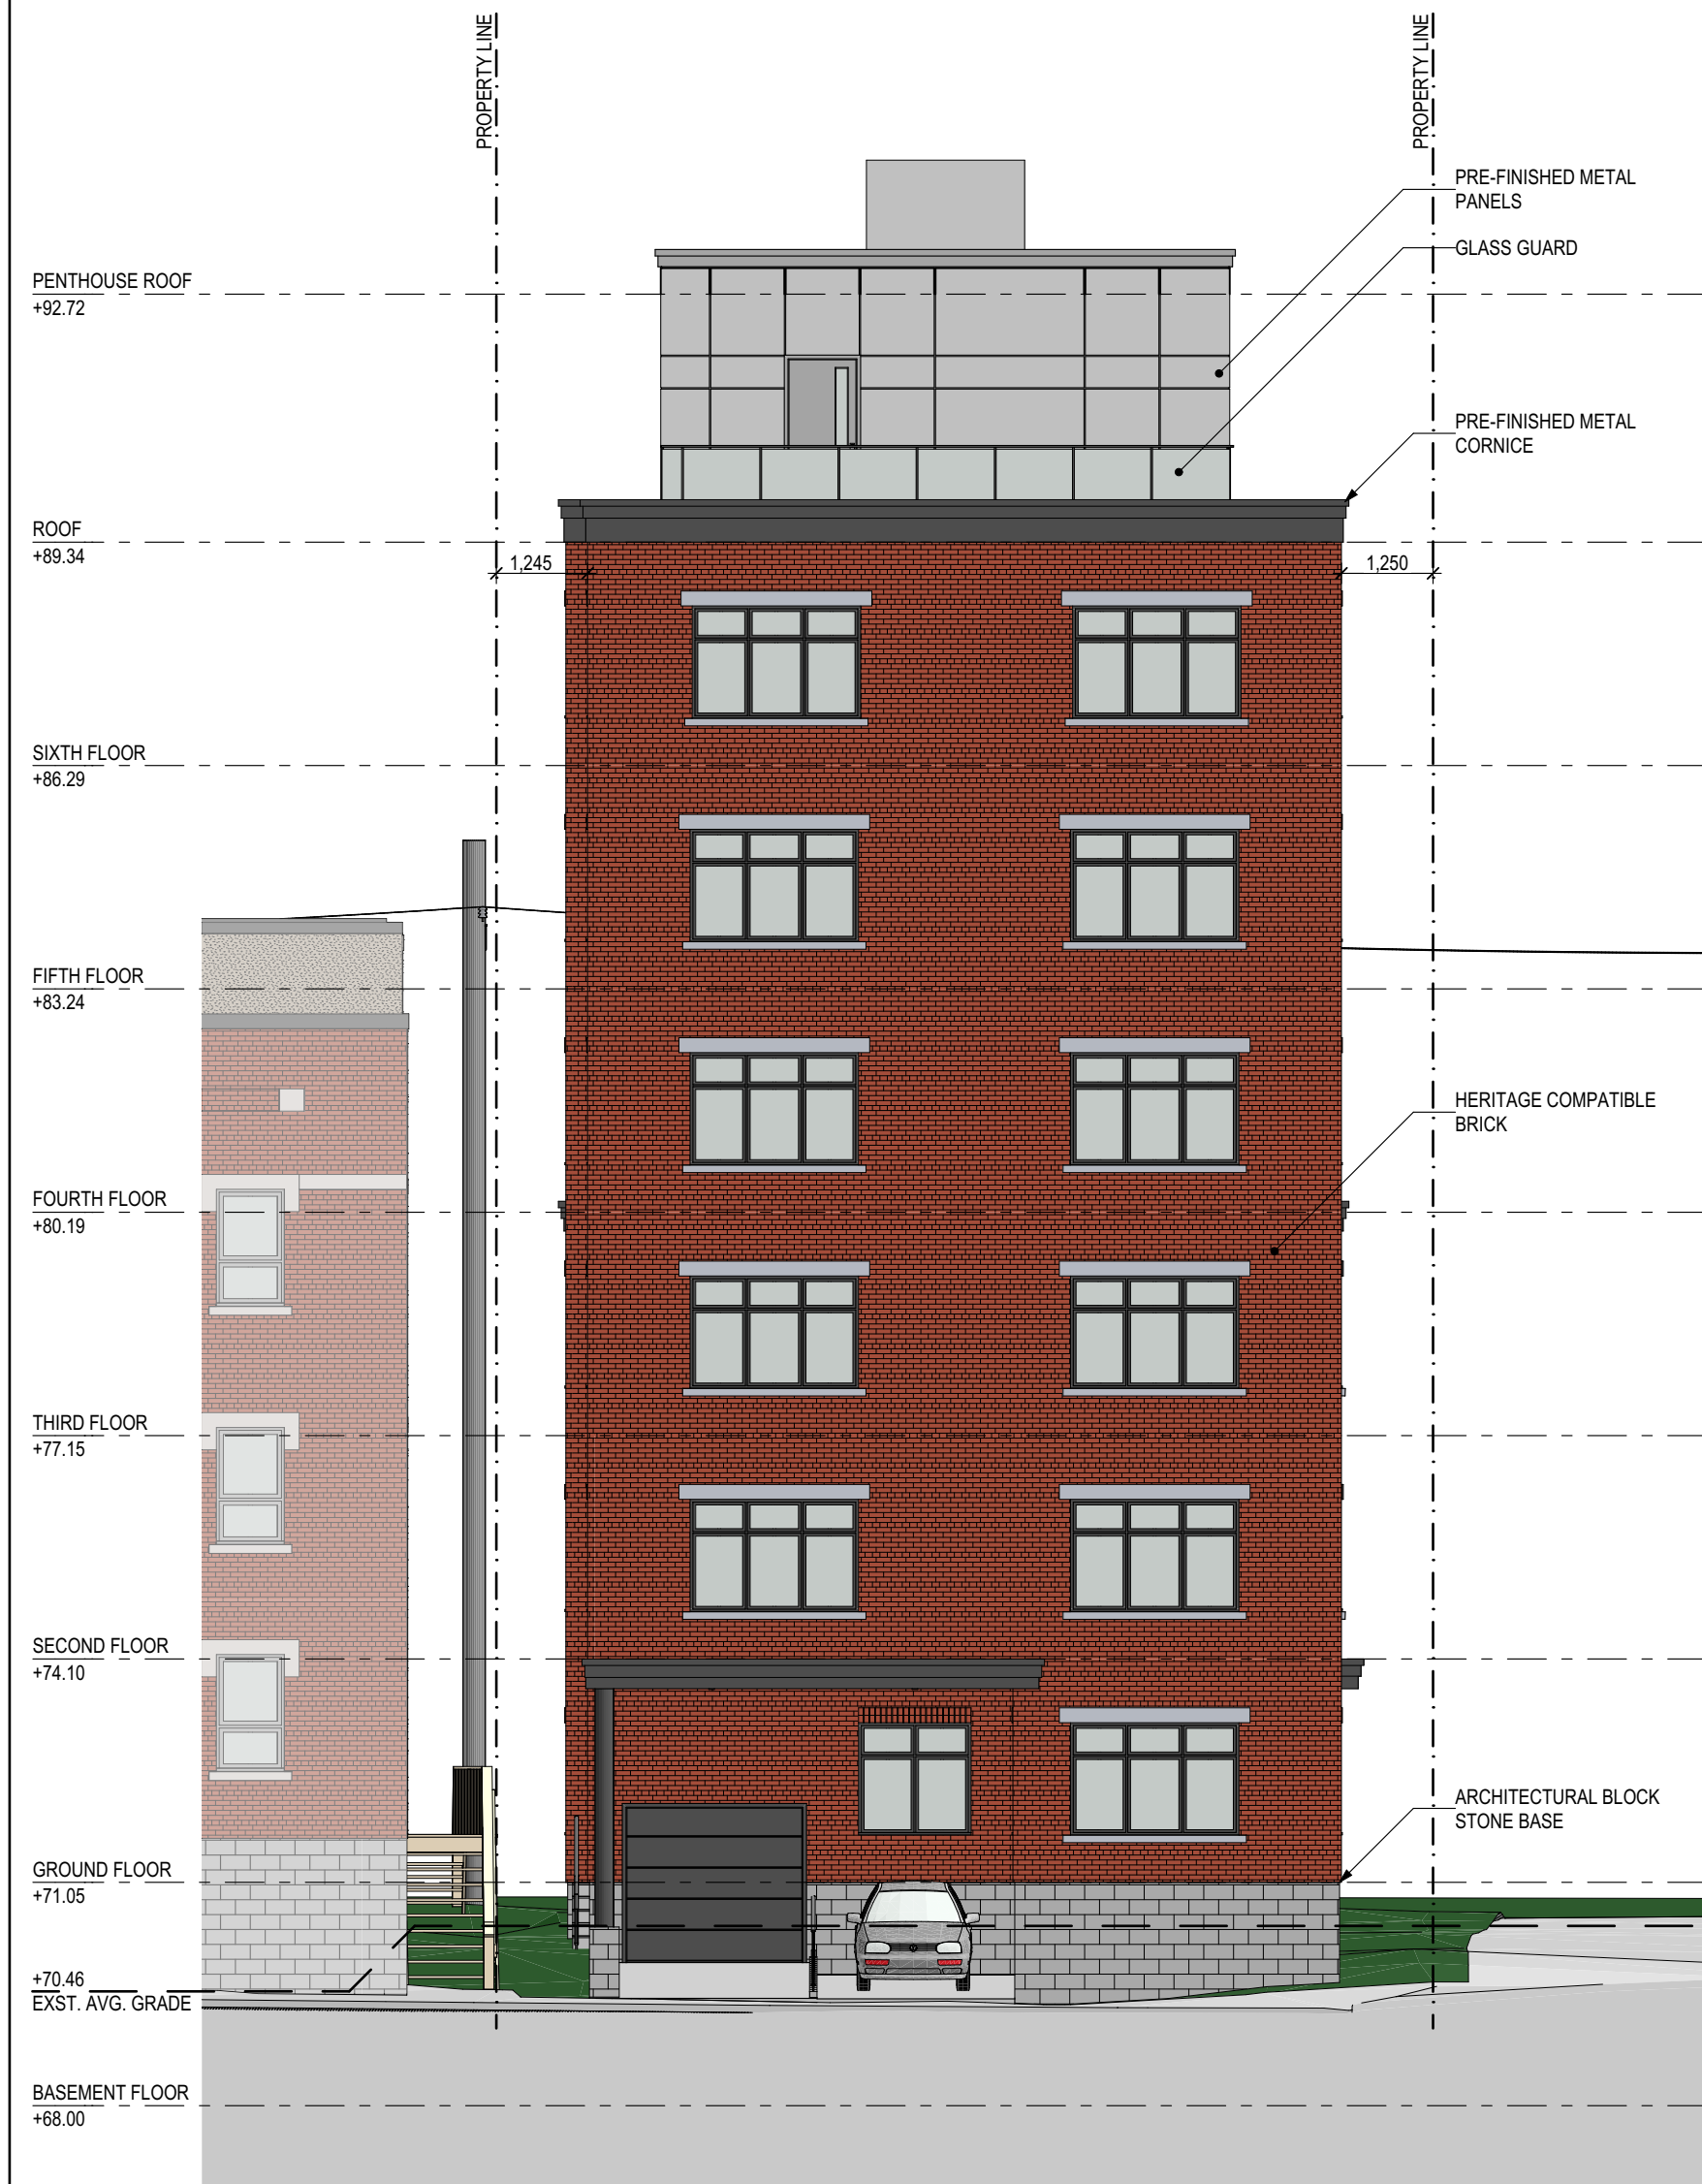 PROPERTY LINE
PROPERTY LINE
PRE-FINISHED METAL
PANELS
GLASS GUARD
PENTHOUSE ROOF
+92.72
PRE-FINISHED METAL
CORNICE
ROOF
+89.34
1,245
1,250
SIXTH FLOOR
+86.29
FIFTH FLOOR
+83.24
HERITAGE COMPATIBLE
BRICK
FOURTH FLOOR
+80.19
THIRD FLOOR
+77.15
SECOND FLOOR
+74.10
ARCHITECTURAL BLOCK
STONE BASE
GROUND FLOOR
+71.05
+70.46
EXST. AVG. GRADE
BASEMENT FLOOR
+68.00